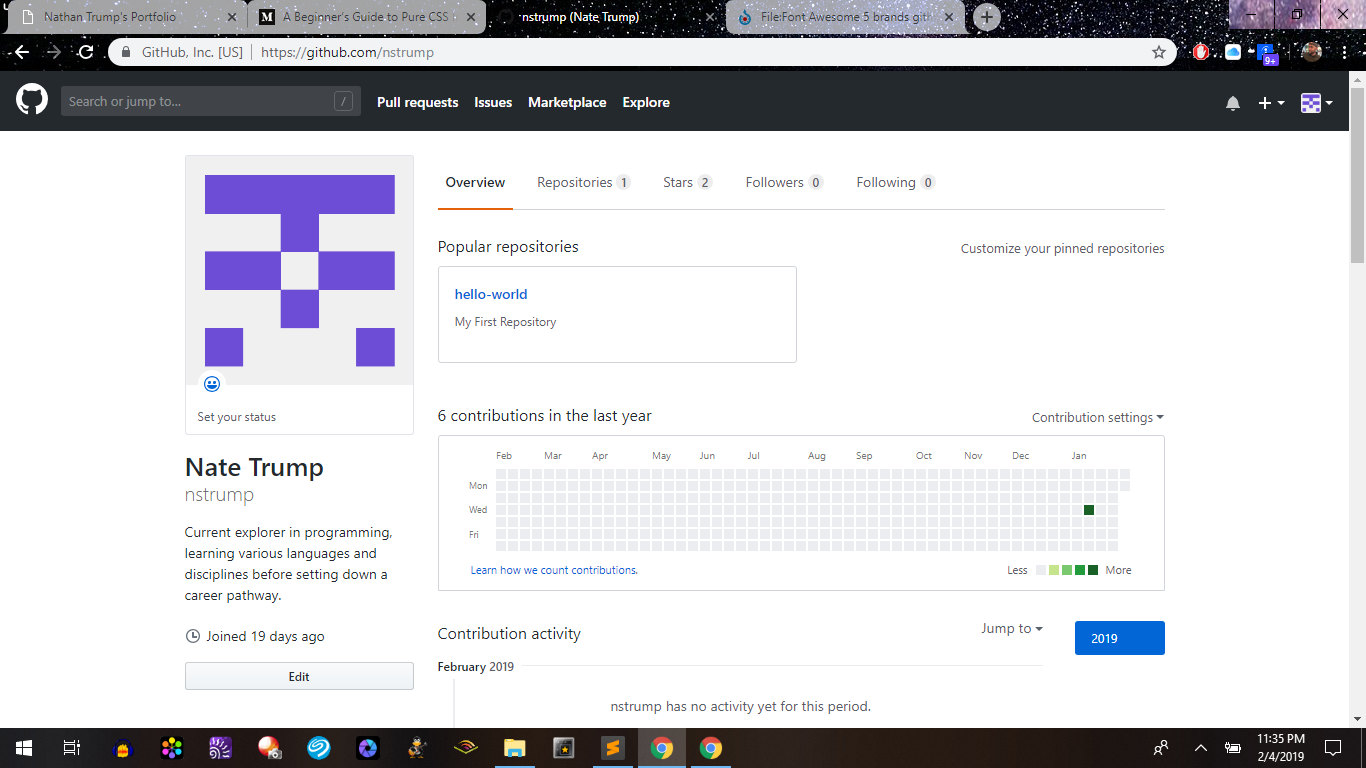 Nathan Trump's Portfolio
A Beginner's Guide to Pure CSS
nstrump (Nate Trump)
File:Font Awesome 5 brands gith
GitHub, Inc. [US]
https://github.com/nstrump
9+
Search or jump to...
/
Pull requests
Issues
Marketplace
Explore
Overview
Repositories 1
Stars 2
Followers 0
Following 0
Popular repositories
Customize your pinned repositories
hello-world
My First Repository
Set your status
6 contributions in the last year
Contribution settings
Feb Mar Apr May Jun Jul Aug Sep Oct Nov Dec Jan
Mon
Wed
Fri
Learn how we count contributions.
Less
More
Nate Trump
nstrump
Current explorer in programming,
learning various languages and
disciplines before setting down a
career pathway.
Joined 19 days ago
Edit
Contribution activity
Jump to
2019
February 2019
nstrump has no activity yet for this period.
11:35 PM
2/4/2019